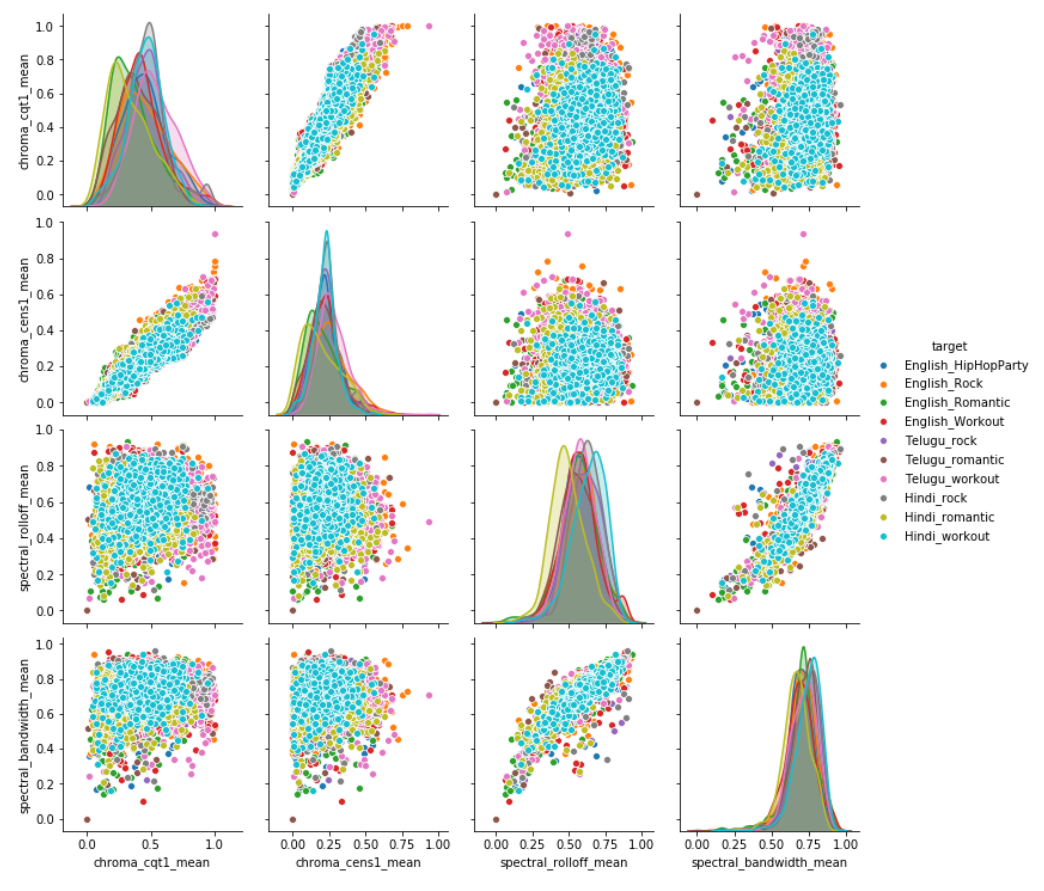 chroma_cqt1_mean
1.0
0.8
0.6
0.4
0.2
0.0
chroma_cens1_mean
1.0
0.8
0.6
0.4
0.2
0.0
target
English_HipHopParty
English_Rock
English_Romantic
English_Workout
Telugu_rock
Telugu_romantic
Telugu_workout
Hindi_rock
Hindi_romantic
Hindi_workout
spectral_rolloff_mean
1.0
0.8
0.6
0.4
0.2
0.0
spectral_bandwidth_mean
1.0
0.8
0.6
0.4
0.2
0.0
0.0 0.5 1.0
0.00 0.25 0.50 0.75 1.00
0.00 0.25 0.50 0.75 1.00
0.00 0.25 0.50 0.75 1.00
chroma_cqt1_mean
chroma_cens1_mean
spectral_rolloff_mean
spectral_bandwidth_mean